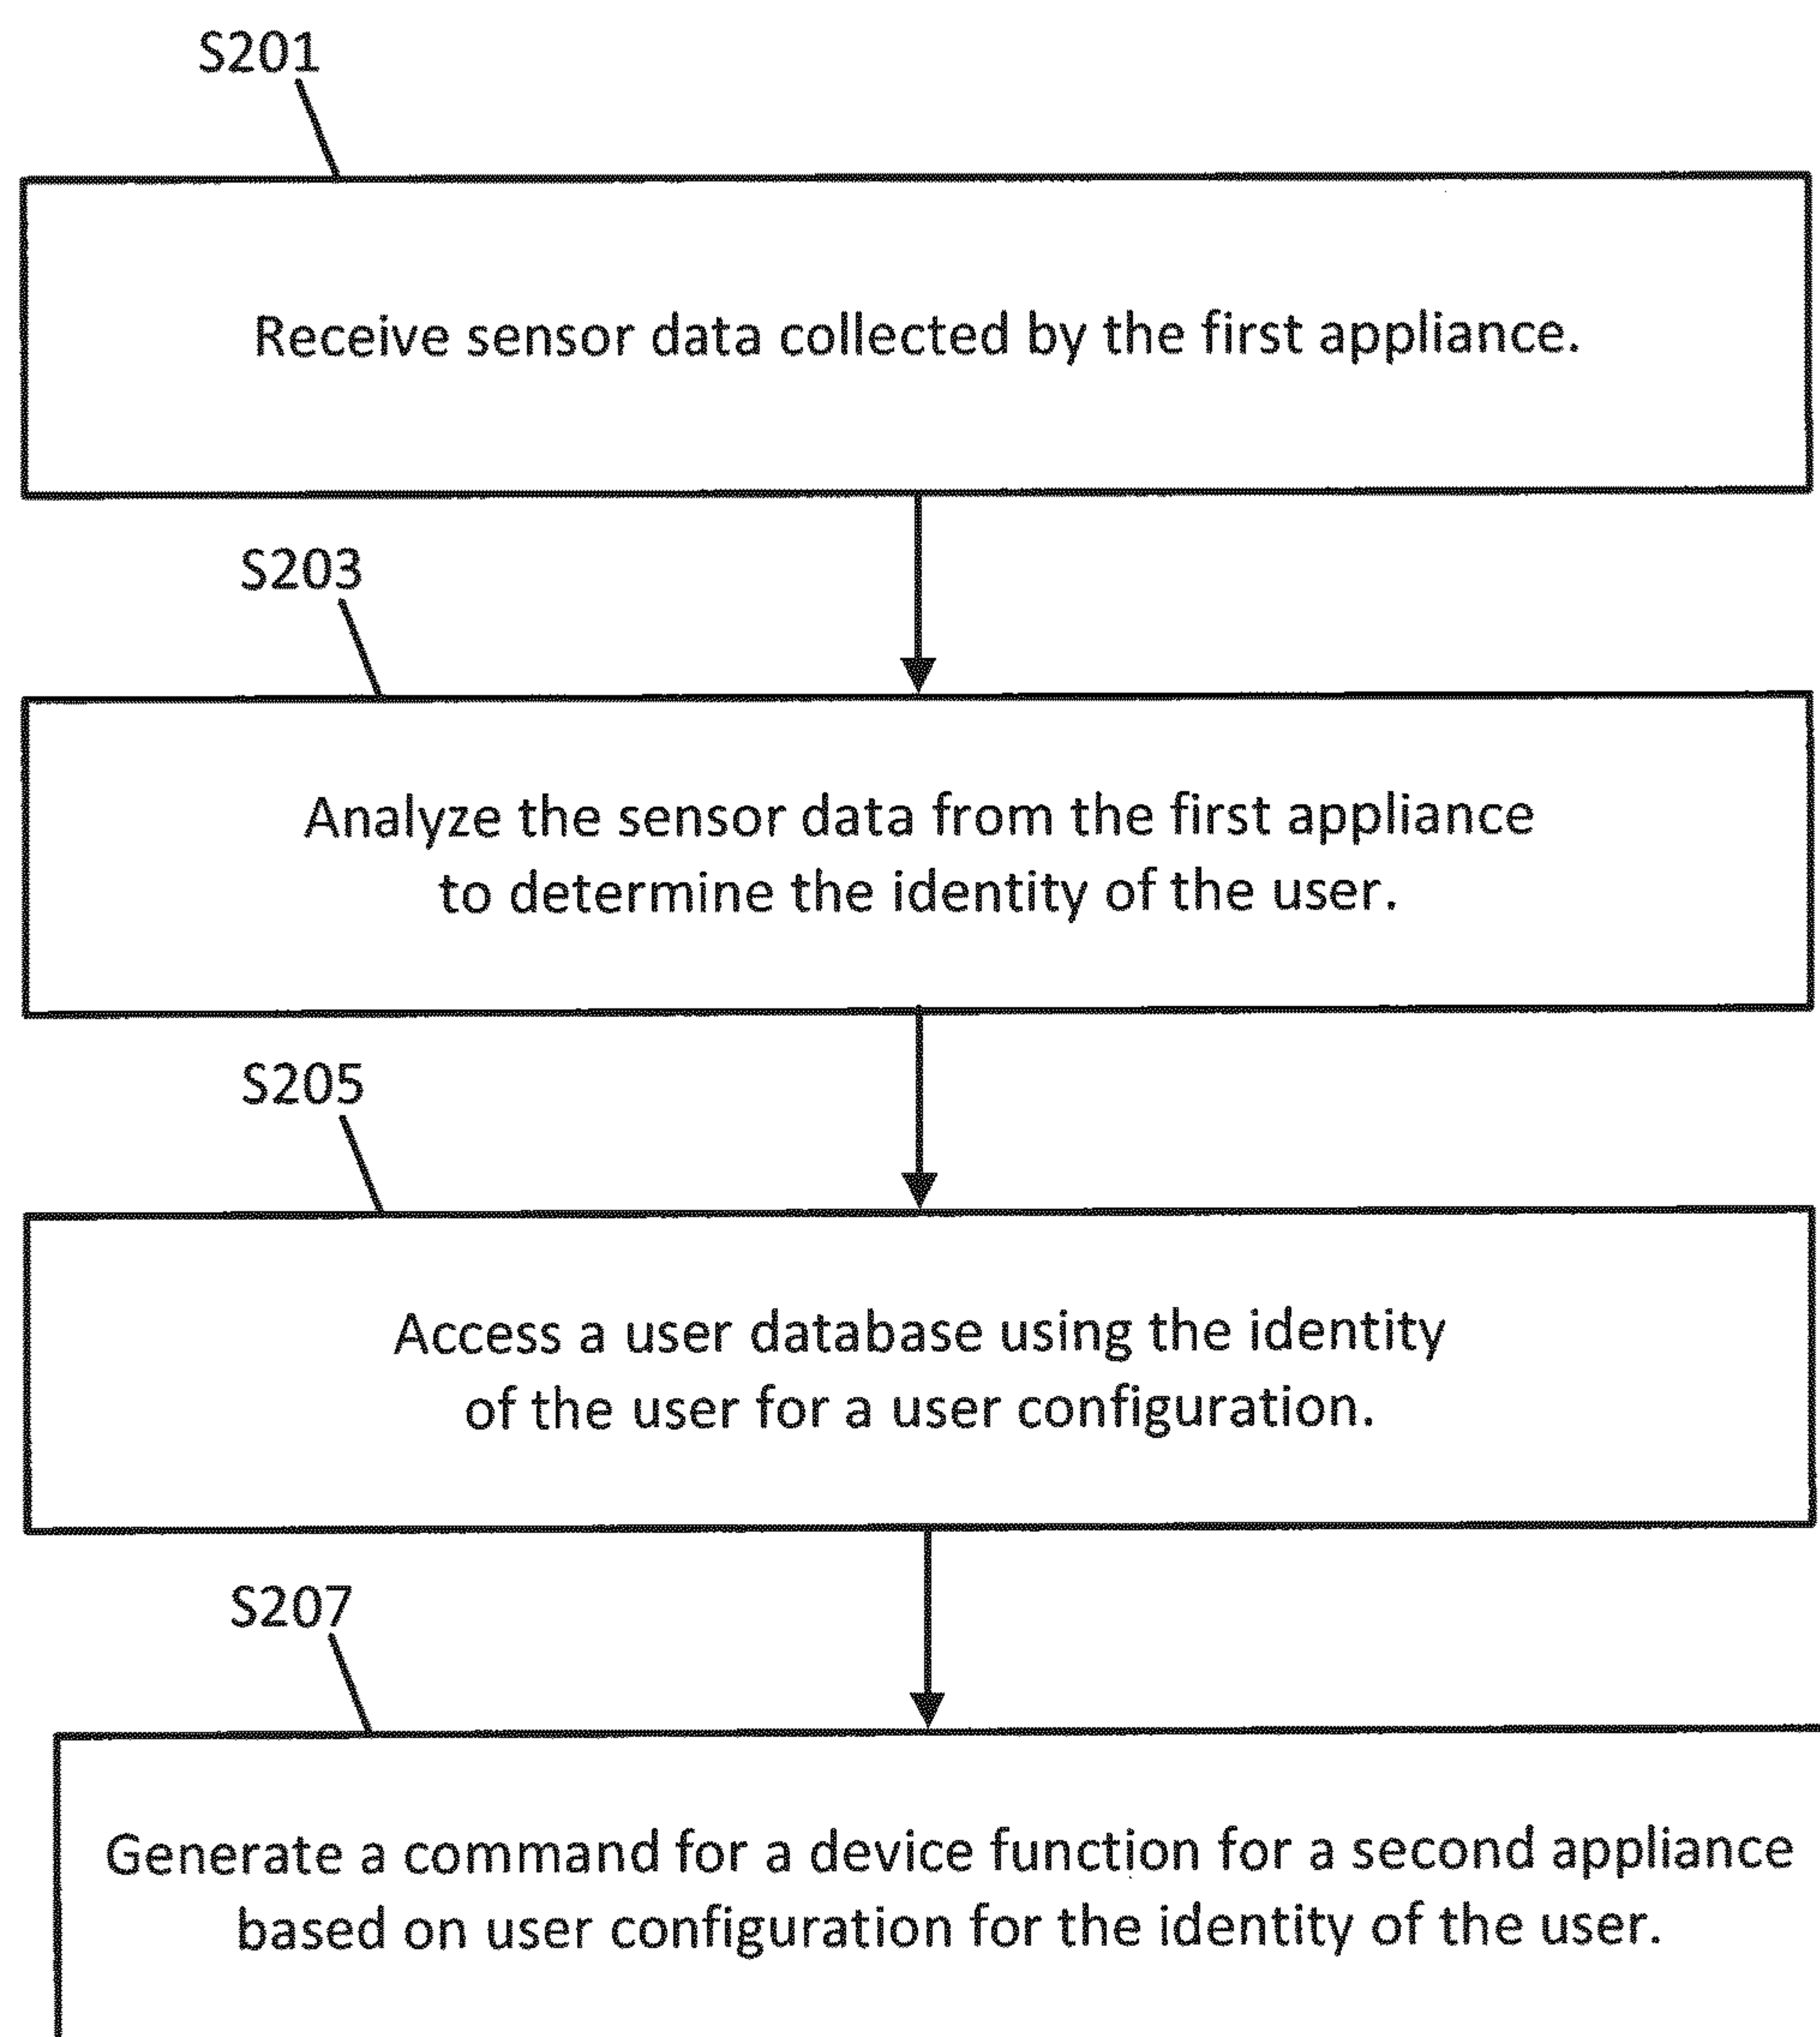 S201
Receive sensor data collected by the first appliance.
S203
Analyze the sensor data from the first appliance
to determine the identity of the user.
S205
Access a user database using the identity
of the user for a user configuration.
S207
Generate a command for a device function for a second appliance
based on user configuration for the identity of the user.